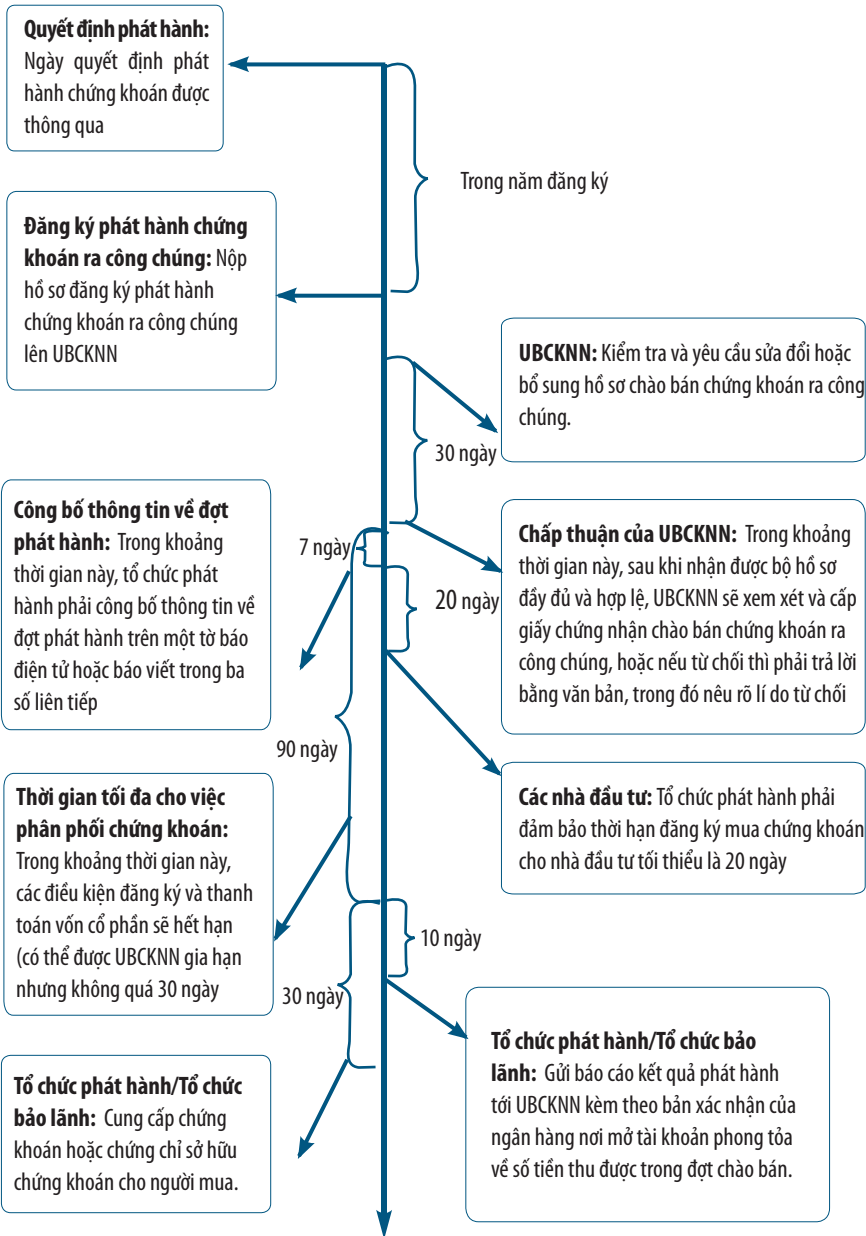 Quyết định phát hành:
Ngày quyết định phát
hành chứng khoán được
thông qua
Trong năm đăng ký
Đăng ký phát hành chứng
khoán ra công chúng: Nộp
hồ sơ đăng ký phát hành
chứng khoán ra công chúng
lên UBCKNN
UBCKNN: Kiểm tra và yêu cầu sửa đổi hoặc
bổ sung hồ sơ chào bán chứng khoán ra công
chúng.
30 ngày
Công bố thông tin về đợt
phát hành: Trong khoảng
thời gian này, tổ chức phát
hành phải công bố thông tin về
đợt phát hành trên một tờ báo
điện tử hoặc báo viết trong ba
số liên tiếp
7 ngày
20 ngày
Chấp thuận của UBCKNN: Trong khoảng
thời gian này, sau khi nhận được bộ hồ sơ
đầy đủ và hợp lệ, UBCKNN sẽ xem xét và cấp
giấy chứng nhận chào bán chứng khoán ra
công chúng, hoặc nếu từ chối thì phải trả lời
bằng văn bản, trong đó nêu rõ lí do từ chối
90 ngày
Thời gian tối đa cho việc
phân phối chứng khoán:
Trong khoảng thời gian này,
các điều kiện đăng ký và thanh
toán vốn cổ phần sẽ hết hạn
(có thể được UBCKNN gia hạn
nhưng không quá 30 ngày
Các nhà đầu tư: Tổ chức phát hành phải
đảm bảo thời hạn đăng ký mua chứng khoán
cho nhà đầu tư tối thiểu là 20 ngày
10 ngày
30 ngày
Tổ chức phát hành/Tổ chức bảo
lãnh: Gửi báo cáo kết quả phát hành
tới UBCKNN kèm theo bản xác nhận của
ngân hàng nơi mở tài khoản phong tỏa
về số tiền thu được trong đợt chào bán.
Tổ chức phát hành/Tổ chức
bảo lãnh: Cung cấp chứng
khoán hoặc chứng chỉ sở hữu
chứng khoán cho người mua.